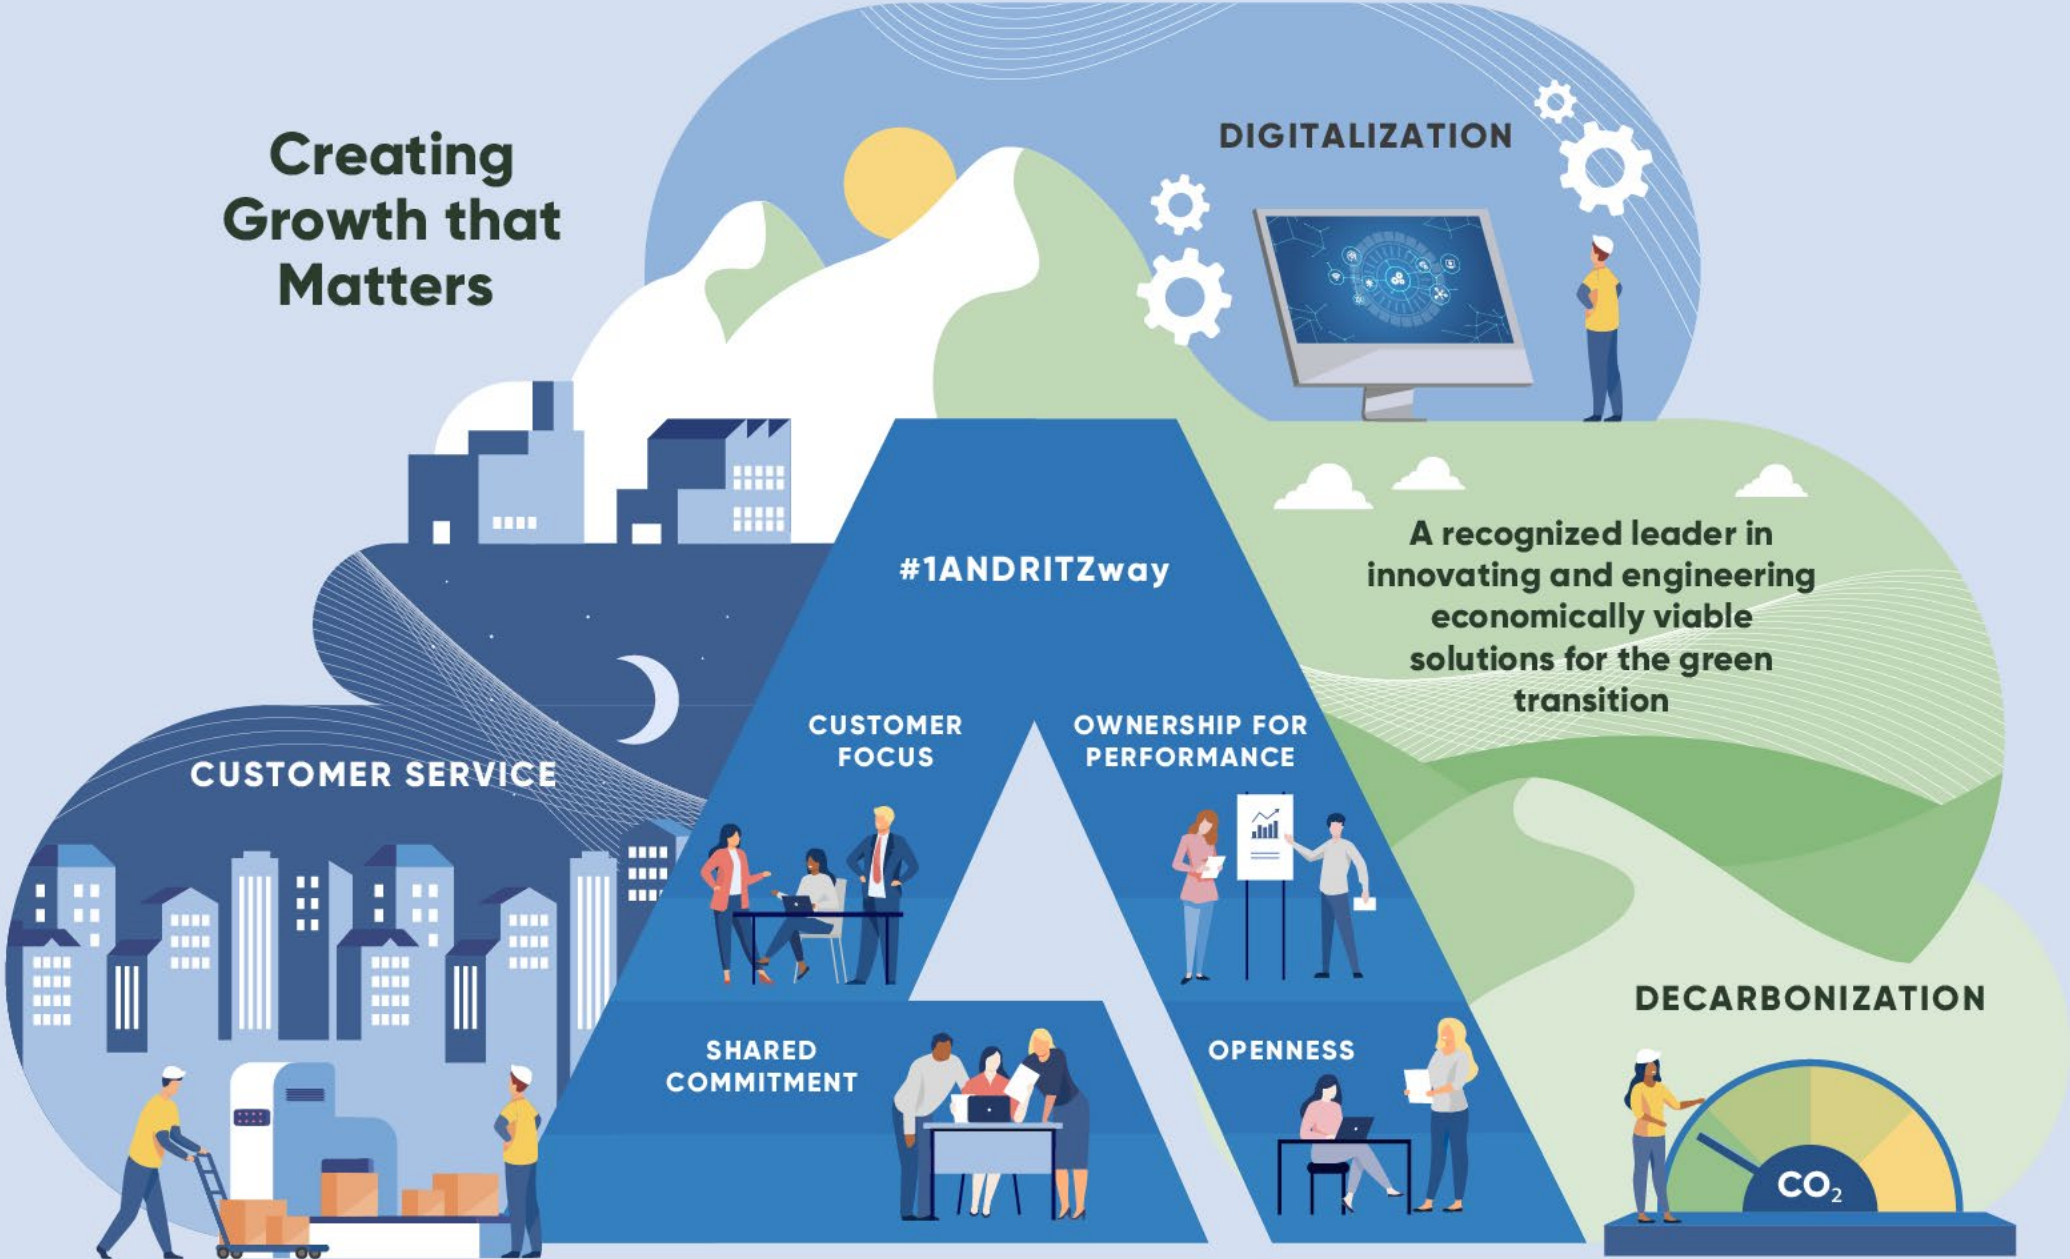 Creating
Growth that
Matters
DIGITALIZATION
A recognized leader in
innovating and engineering
economically viable
solutions for the green
transition
#1ANDRITZway
CUSTOMER
FOCUS
OWNERSHIP FOR
PERFORMANCE
CUSTOMER SERVICE
SHARED
COMMITMENT
OPENNESS
DECARBONIZATION
CO₂